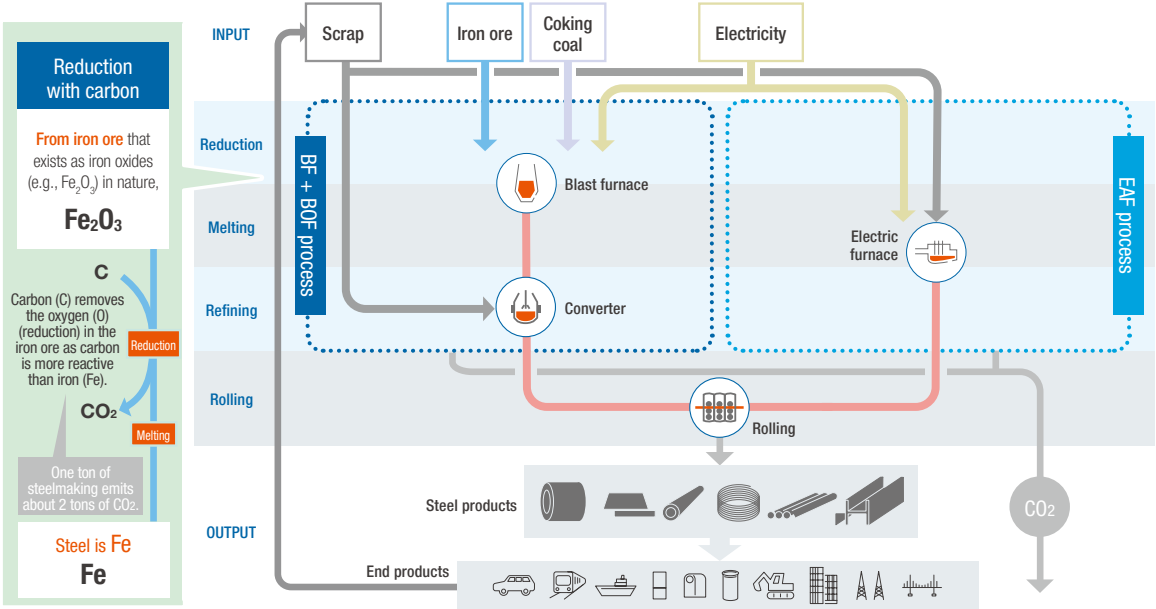 Reduction
with carbon
From iron ore that
exists as iron oxides
(e.g., Fe₂O₃) in nature,
Fe₂O₃
C
Carbon (C) removes
the oxygen (O)
(reduction) in the
iron ore as carbon
is more reactive
than iron (Fe).
Reduction
CO₂
Melting
One ton of
steelmaking emits
about 2 tons of CO₂.
Steel is Fe
Fe
INPUT
Scrap
Iron ore
Coking
coal
Electricity
Reduction
Melting
Refining
Rolling
OUTPUT
BF + BOF process
Blast furnace
Converter
Electric
furnace
EAF process
Rolling
Steel products
End products
CO₂